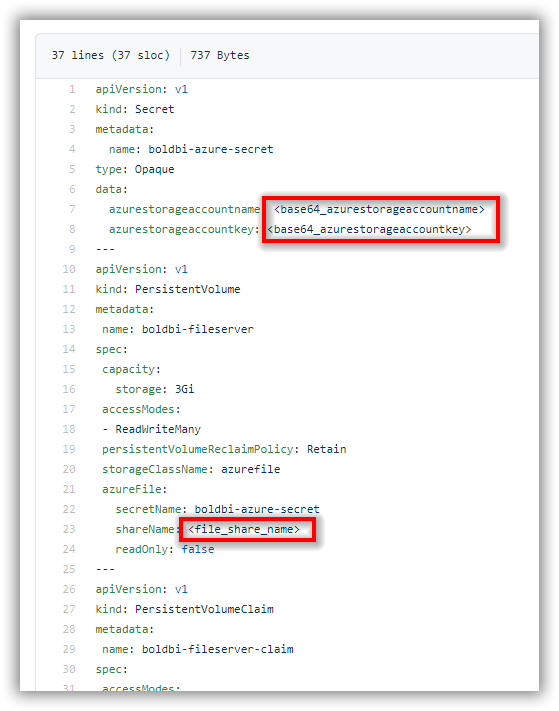 37 lines (37 sloc) 737 Bytes
1 apiVersion: v1
2 kind: Secret
3 metadata:
4 name: boldbi-azure-secret
5 type: Opaque
6 data:
7 azurestorageaccountname: <base64_azurestorageaccountname>
8 azurestorageaccountkey: <base64_azurestorageaccountkey>
9 ---
10 apiVersion: v1
11 kind: PersistentVolume
12 metadata:
13 name: boldbi-fileserver
14 spec:
15 capacity:
16 storage: 3Gi
17 accessModes:
18 - ReadWriteMany
19 persistentVolumeReclaimPolicy: Retain
20 storageClassName: azurefile
21 azureFile:
22 secretName: boldbi-azure-secret
23 shareName: <file_share_name>
24 readOnly: false
25 ---
26 apiVersion: v1
27 kind: PersistentVolumeClaim
28 metadata:
29 name: boldbi-fileserver-claim
30 spec:
31 accessModes: